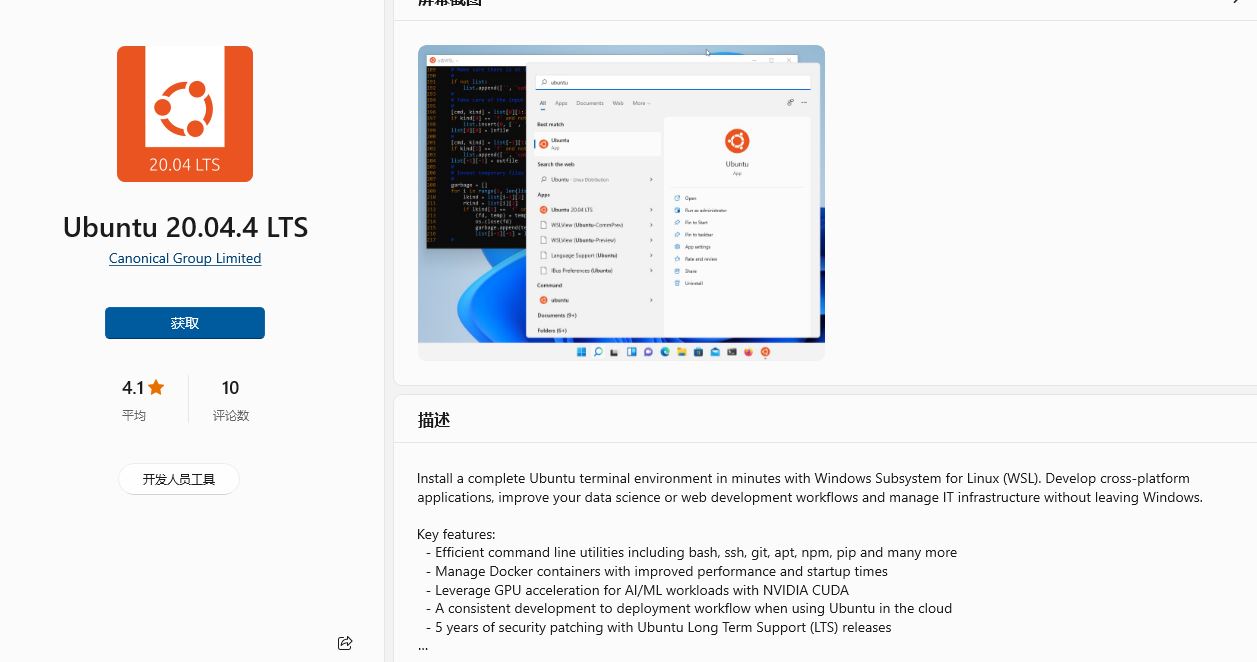 屏幕截图
20.04 LTS
Ubuntu 20.04.4 LTS
Canonical Group Limited
获取
4.1
10
平均
评论数
开发人员工具
ubuntu
All Apps Documents Web More
Best match
Ubuntu
App
Search the web
Ubuntu - Linux Distribution
Apps
Ubuntu 20.04 LTS
WSLView (Ubuntu-CommPrev)
WSLView (Ubuntu-Preview)
Language Support (Ubuntu)
IBus Preferences (Ubuntu)
Command
ubuntu
Documents (9+)
Folders (6+)
Ubuntu
App
Open
Run as administrator
Pin to Start
Pin to taskbar
App settings
Rate and review
Share
Uninstall
描述
Install a complete Ubuntu terminal environment in minutes with Windows Subsystem for Linux (WSL). Develop cross-platform
applications, improve your data science or web development workflows and manage IT infrastructure without leaving Windows.
Key features:
- Efficient command line utilities including bash, ssh, git, apt, npm, pip and many more
- Manage Docker containers with improved performance and startup times
- Leverage GPU acceleration for AI/ML workloads with NVIDIA CUDA
- A consistent development to deployment workflow when using Ubuntu in the cloud
- 5 years of security patching with Ubuntu Long Term Support (LTS) releases
...